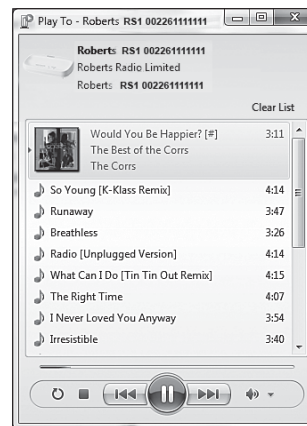 Play To - Roberts RS1 002261111111
Roberts RS1 002261111111
Roberts Radio Limited
Roberts RS1 002261111111
Clear List
Would You Be Happier? [#] 3:11
The Best of the Corrs
The Corrs
So Young [K-Klass Remix] 4:14
Runaway 3:47
Breathless 3:26
Radio [Unplugged Version] 4:14
What Can I Do [Tin Tin Out Remix] 4:15
The Right Time 4:07
I Never Loved You Anyway 3:54
Irresistible 3:40